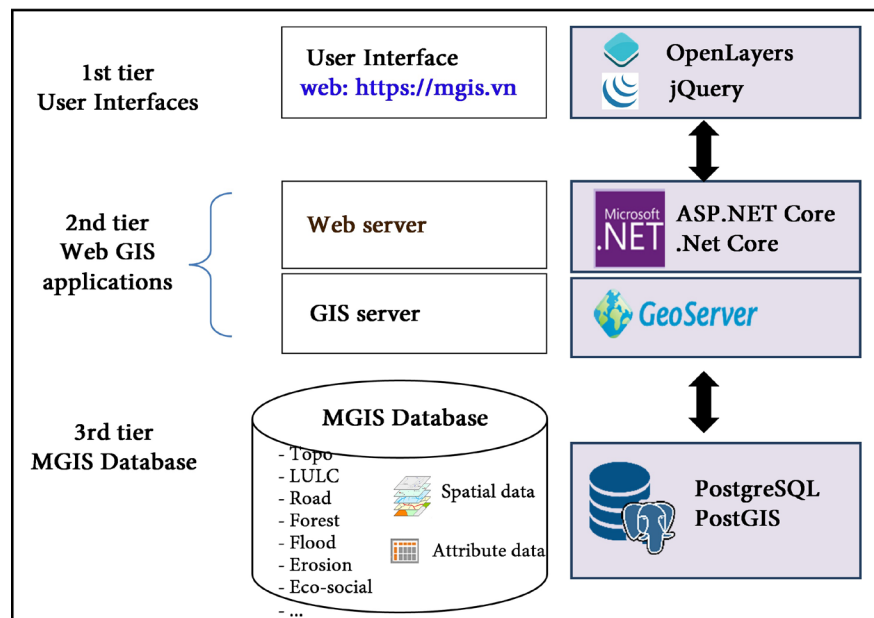 1st tier
User Interfaces
User Interface
web: https://mgis.vn
OpenLayers
jQuery
2nd tier
Web GIS
applications
Web server
Microsoft
.NET
ASP.NET Core
.Net Core
GIS server
GeoServer
3rd tier
MGIS Database
MGIS Database
- Topo
- LULC
- Road
- Forest
- Flood
- Erosion
- Eco-social
- ...
Spatial data
Attribute data
PostgreSQL
PostGIS